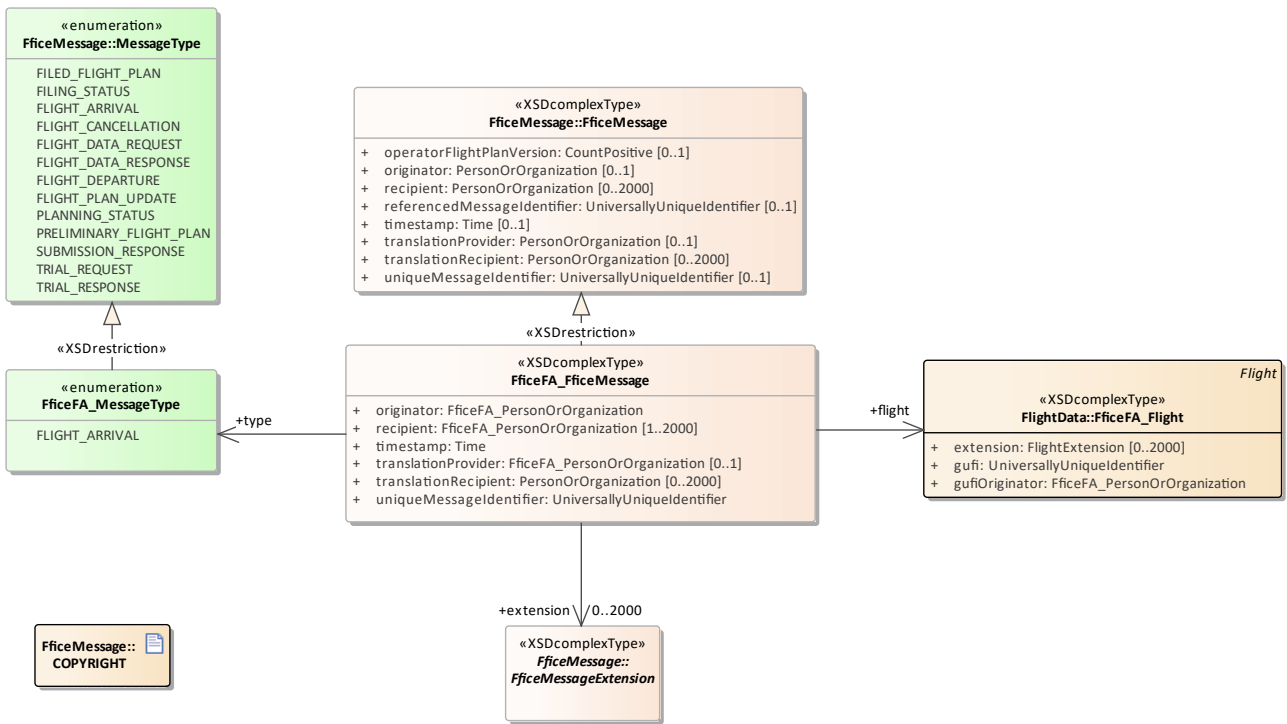 «enumeration»
FficeMessage::MessageType
FILED_FLIGHT_PLAN
FILING_STATUS
FLIGHT_ARRIVAL
FLIGHT_CANCELLATION
FLIGHT_DATA_REQUEST
FLIGHT_DATA_RESPONSE
FLIGHT_DEPARTURE
FLIGHT_PLAN_UPDATE
PLANNING_STATUS
PRELIMINARY_FLIGHT_PLAN
SUBMISSION_RESPONSE
TRIAL_REQUEST
TRIAL_RESPONSE
«XSDcomplexType»
FficeMessage::FficeMessage
+ operatorFlightPlanVersion: CountPositive [0..1]
+ originator: PersonOrOrganization [0..1]
+ recipient: PersonOrOrganization [0..2000]
+ referencedMessageIdentifier: UniversallyUniqueIdentifier [0..1]
+ timestamp: Time [0..1]
+ translationProvider: PersonOrOrganization [0..1]
+ translationRecipient: PersonOrOrganization [0..2000]
+ uniqueMessageIdentifier: UniversallyUniqueIdentifier [0..1]
«XSDrestriction»
«XSDrestriction»
«enumeration»
FficeFA_MessageType
FLIGHT_ARRIVAL
+type
«XSDcomplexType»
FficeFA_FficeMessage
+ originator: FficeFA_PersonOrOrganization
+ recipient: FficeFA_PersonOrOrganization [1..2000]
+ timestamp: Time
+ translationProvider: FficeFA_PersonOrOrganization [0..1]
+ translationRecipient: PersonOrOrganization [0..2000]
+ uniqueMessageIdentifier: UniversallyUniqueIdentifier
+flight
Flight
«XSDcomplexType»
FlightData::FficeFA_Flight
+ extension: FlightExtension [0..2000]
+ gufi: UniversallyUniqueIdentifier
+ gufiOriginator: FficeFA_PersonOrOrganization
+extension 0..2000
«XSDcomplexType»
FficeMessage::
FficeMessageExtension
FficeMessage::
COPYRIGHT